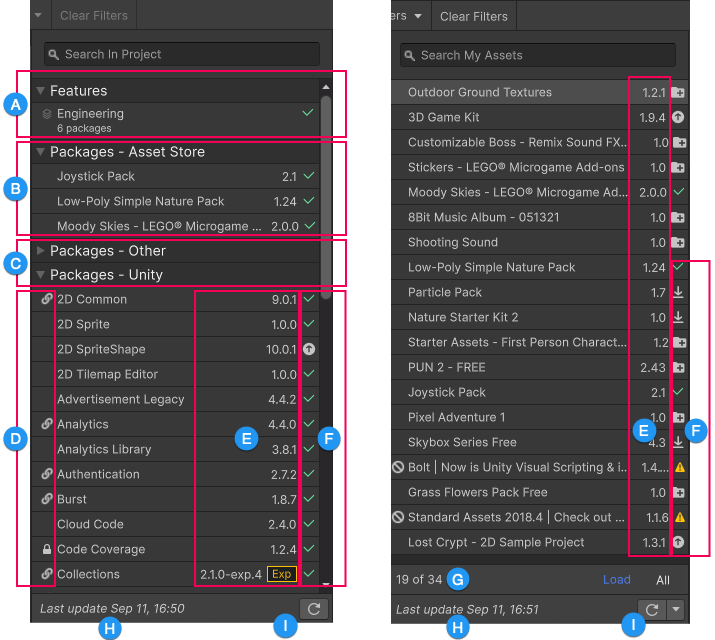 Clear Filters
Search In Project
A
Features
Engineering
6 packages
B
Packages - Asset Store
Joystick Pack 2.1
Low-Poly Simple Nature Pack 1.24
Moody Skies - LEGO® Microgame ... 2.0.0
C
Packages - Other
Packages - Unity
2D Common 9.0.1
2D Sprite 1.0.0
2D SpriteShape 10.0.1
2D Tilemap Editor 1.0.0
Advertisement Legacy 4.4.2
D
Analytics 4.4.0
E
F
Analytics Library 3.8.1
Authentication 2.7.2
Burst 1.8.7
Cloud Code 2.4.0
Code Coverage 1.2.4
Collections 2.1.0-exp.4 Exp
Last update Sep 11, 16:50
H
I
ers Clear Filters
Search My Assets
Outdoor Ground Textures 1.2.1
3D Game Kit 1.9.4
Customizable Boss - Remix Sound FX... 1.0
Stickers - LEGO® Microgame Add-ons 1.0
Moody Skies - LEGO® Microgame Ad... 2.0.0
8Bit Music Album - 051321 1.0
Shooting Sound 1.0
Low-Poly Simple Nature Pack 1.24
Particle Pack 1.7
Nature Starter Kit 2 1.0
Starter Assets - First Person Charact... 1.2
PUN 2 - FREE 2.43
Joystick Pack 2.1
Pixel Adventure 1 1.0
E
F
Skybox Series Free 4.3
Bolt | Now is Unity Visual Scripting & i... 1.4....
Grass Flowers Pack Free 1.0
Standard Assets 2018.4 | Check out ... 1.1.6
Lost Crypt - 2D Sample Project 1.3.1
19 of 34 G Load All
Last update Sep 11, 16:51
H
I